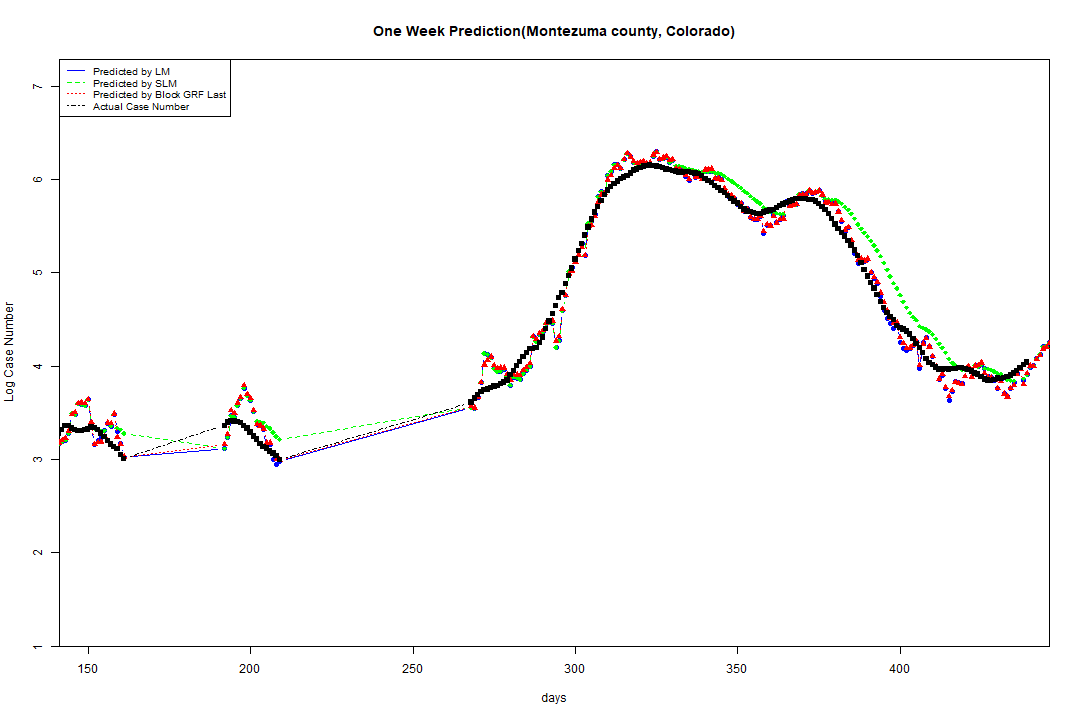 One Week Prediction(Montezuma county, Colorado)
Predicted by LM
Predicted by SLM
Predicted by Block GRF Last
Actual Case Number
7
6
5
4
3
2
1
Log Case Number
150 200 250 300 350 400
days